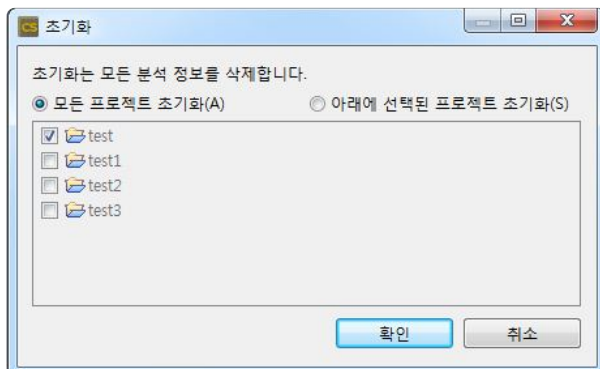 CS 초기화
초기화는 모든 분석 정보를 삭제합니다.
모든 프로젝트 초기화(A) 아래에 선택된 프로젝트 초기화(S)
test
test1
test2
test3
확인 취소